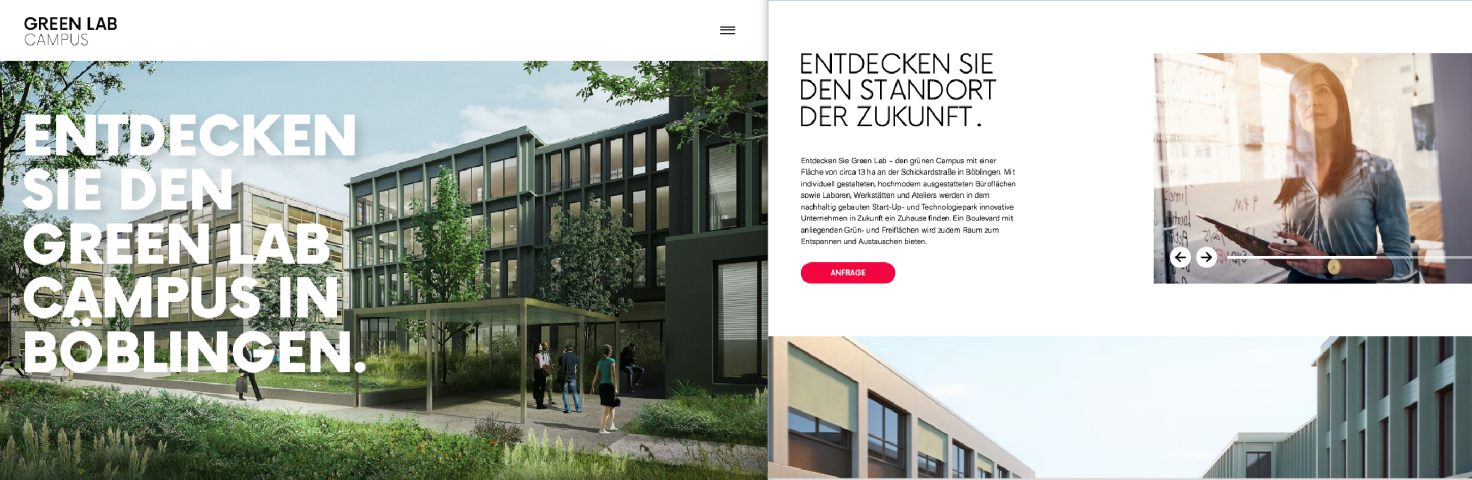 GREEN LAB
CAMPUS
ENTDECKEN
SIE DEN
GREEN LAB
CAMPUS IN
BÖBLINGEN.
ENTDECKEN SIE
DEN STANDORT
DER ZUKUNFT.
Entdecken Sie Green Lab – den grünen Campus mit einer
Fläche von circa 13 ha an der Schickardstraße in Böblingen. Mit
individuell gestalteten, hochmodern ausgestatteten Büroflächen
sowie Laboren, Werkstätten und Ateliers werden in dem
nachhaltig gebauten Start-Up- und Technologiepark innovative
Unternehmen in Zukunft ein Zuhause finden. Ein Boulevard mit
anliegenden Grün- und Freiflächen wird zudem Raum zum
Entspannen und Austauschen bieten.
ANFRAGE